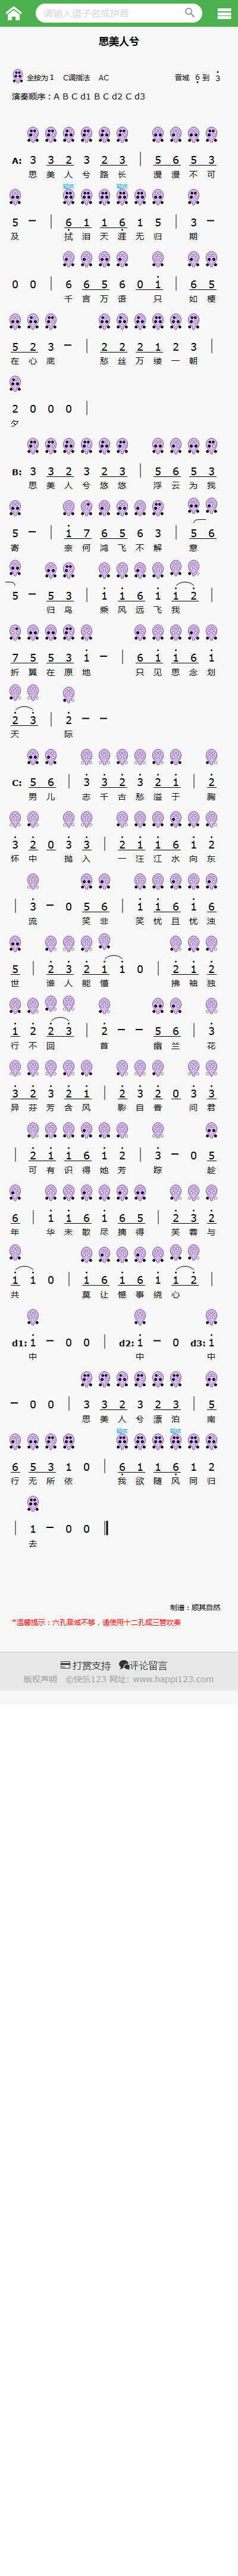 请输入谱子名或拼音
思美人兮
全按为 1 C调指法 AC 音域 6 到 3
演奏顺序：A B C d1 B C d2 C d3
A: 3 3 2 3 2 3 | 5 6 5 3
思 美 人 兮 路 长 漫 漫 不 可
轻吹 轻吹
5 – | 6 1 1 6 1 5 | 3 –
及 拭 泪 天 涯 无 归 期
0 0 | 6 6 5 6 0 1 | 6 5
千 言 万 语 只 如 梗
5 2 3 – | 2 2 2 1 2 3 |
在 心 底 愁 丝 万 缕 一 朝
2 0 0 0 |
夕
B: 3 3 2 3 2 3 | 5 6 5 3
思 美 人 兮 悠 悠 浮 云 为 我
5 – | 1 7 6 5 6 3 | 5 6
寄 奈 何 鸿 飞 不 解 意
5 – 5 3 | 1 1 6 1 1 2 |
归 鸟 乘 风 远 飞 我
7 5 5 3 1 – | 6 1 1 6 1
折 翼 在 原 地 只 见 思 念 划
2 3 | 2 – –
天 际
C: 5 6 | 3 3 2 3 2 1 | 2
男 儿 志 千 古 愁 溢 于 胸
3 2 0 3 3 | 2 1 1 6 1 2
怀 中 抛 入 一 汪 江 水 向 东
| 3 – 0 5 6 | 1 1 6 1 6
流 笑 非 笑 忧 且 忧 浊
5 | 2 3 2 1 1 0 | 2 1 2
世 谁 人 能 懂 拂 袖 独
1 2 2 3 | 2 – – 5 6 | 3
行 不 回 首 幽 兰 花
3 2 3 2 1 | 2 3 2 0 3 3
异 芬 芳 含 风 影 自 香 问 君
| 2 1 1 6 1 2 | 3 – 0 5
可 有 识 得 她 芳 踪 趁
6 | 1 1 6 1 6 5 | 2 3 2
年 华 未 散 尽 摘 得 芙 蓉 与
1 1 0 | 1 6 1 6 1 1 2 |
共 莫 让 憾 事 绕 心
d1: 1 – 0 0 | d2: 1 – 0 d3: 1
中 中 中
– 0 0 | 3 3 2 3 2 3 | 5
思 美 人 兮 漂 泊 南
轻吹 轻吹
6 5 3 1 0 | 6 1 1 6 1 2
行 无 所 依 我 欲 随 风 同 归
| 1 – 0 0
去
制谱：顺其自然
*温馨提示：六孔音域不够，请使用十二孔或三管吹奏
打赏支持 评论留言
版权声明 ©快乐123 网址: www.happi123.com